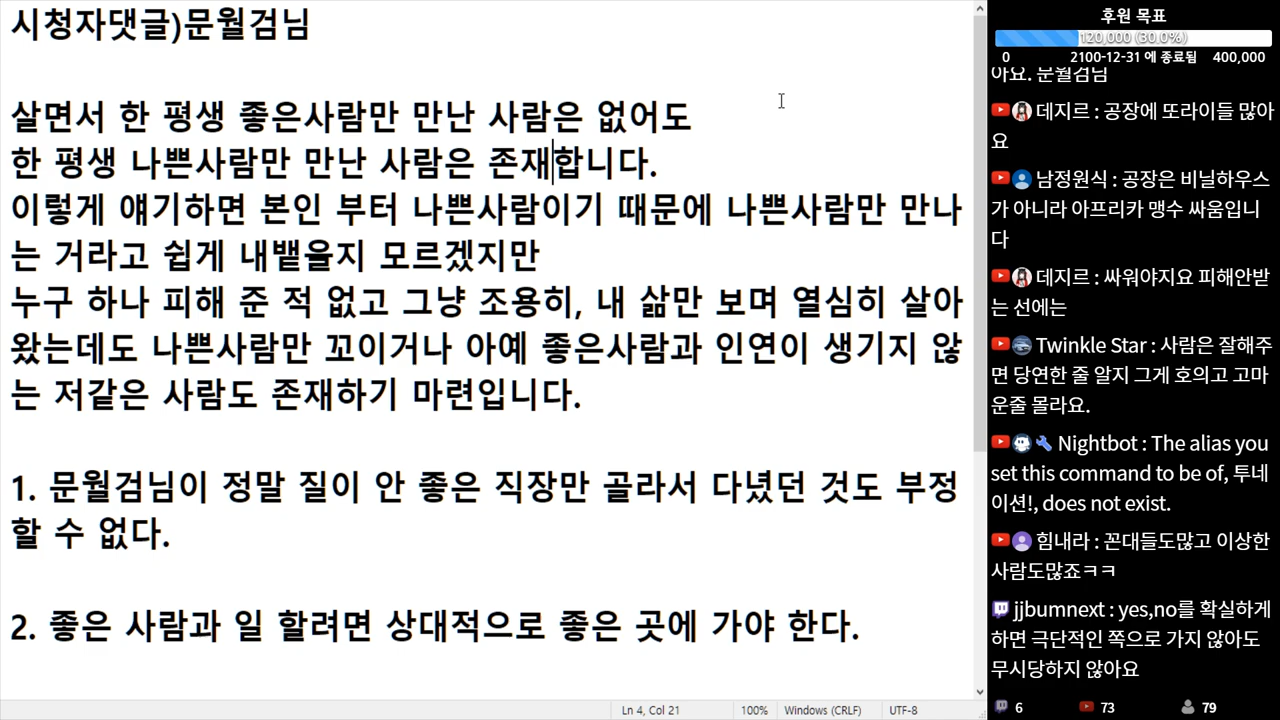 시청자댓글)문월검님
살면서 한 평생 좋은사람만 만난 사람은 없어도
한 평생 나쁜사람만 만난 사람은 존재합니다.
이렇게 얘기하면 본인 부터 나쁜사람이기 때문에 나쁜사람만 만나
는 거라고 쉽게 내뱉을지 모르겠지만
누구 하나 피해 준 적 없고 그냥 조용히, 내 삶만 보며 열심히 살아
왔는데도 나쁜사람만 꼬이거나 아예 좋은사람과 인연이 생기지 않
는 저같은 사람도 존재하기 마련입니다.
1. 문월검님이 정말 질이 안 좋은 직장만 골라서 다녔던 것도 부정
할 수 없다.
2. 좋은 사람과 일 할려면 상대적으로 좋은 곳에 가야 한다.
Ln 4, Col 21
100%
Windows (CRLF)
UTF-8
후원 목표
120,000 (30.0%)
0
2100-12-31 에 종료됨
400,000
아요. 문월검님
데지르 : 공장에 또라이들 많아
요
남정원식 : 공장은 비닐하우스
가 아니라 아프리카 맹수 싸움입니
다
데지르 : 싸워야지요 피해안받
는 선에는
Twinkle Star : 사람은 잘해주
면 당연한 줄 알지 그게 호의고 고마
운줄 몰라요.
Nightbot : The alias you
set this command to be of, 투네
이션!, does not exist.
힘내라 : 꼰대들도많고 이상한
사람도많죠ㅋㅋ
jjbumnext : yes,no를 확실하게
하면 극단적인 쪽으로 가지 않아도
무시당하지 않아요
6
73
79